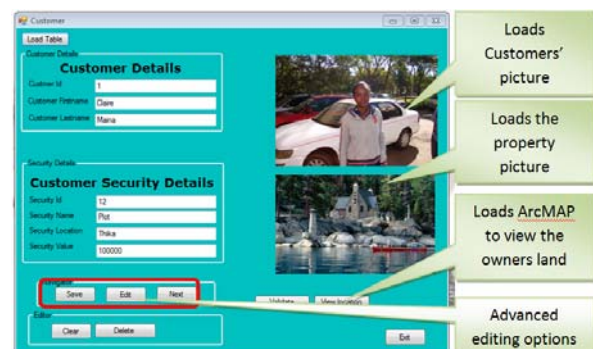 Customer
Load Table
Customer Details
Customer Details
Customer Id
1
Customer Firstname
Claire
Customer Lastname
Maina
Security Details
Customer Security Details
Security Id
12
Security Name
Plot
Security Location
Thika
Security Value
100000
Save
Edit
Next
Validate
View location
Editor
Clear
Delete
Exit
Loads
Customers'
picture
Loads the
property
picture
Loads ArcMAP
to view the
owners land
Advanced
editing options